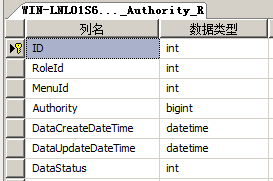 WIN-LNLO1S6..._Authority_R
列名 数据类型
ID int
RoleId int
MenuId int
Authority bigint
DataCreateDateTime datetime
DataUpdateDateTime datetime
DataStatus int